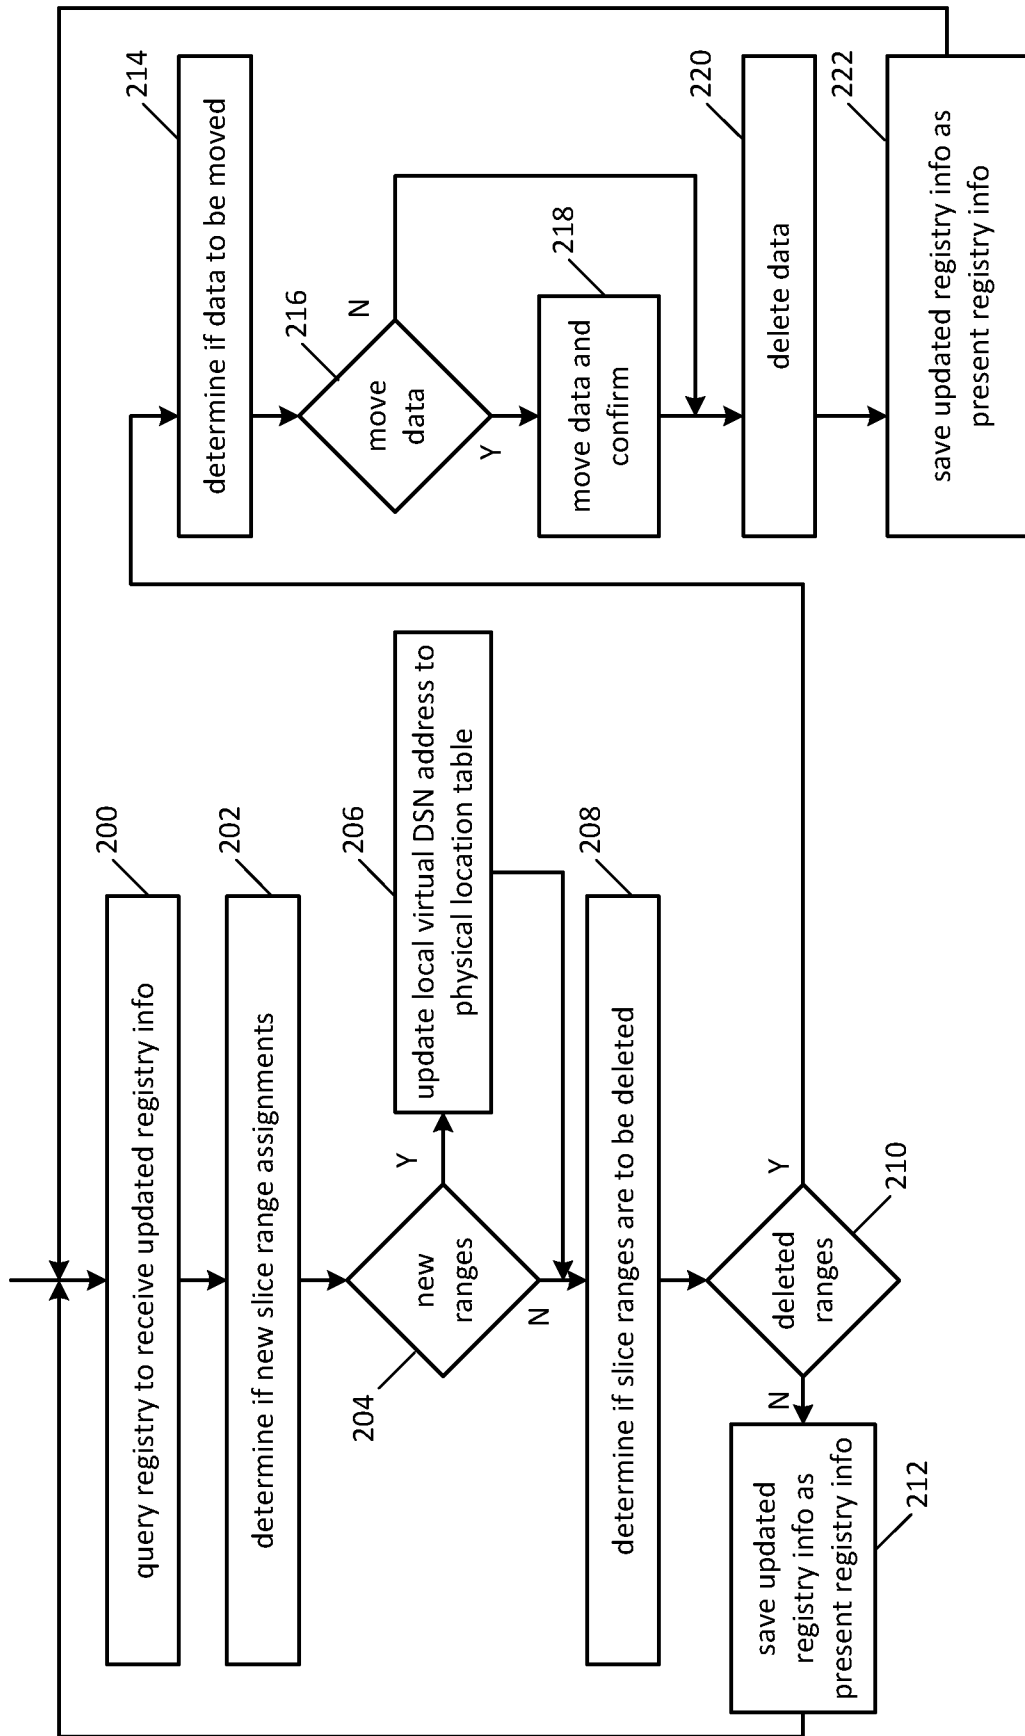 200
query registry to receive updated registry info
202
determine if new slice range assignments
204
new
ranges
Y
N
206
update local virtual DSN address to
physical location table
208
determine if slice ranges are to be deleted
210
deleted
ranges
N
Y
212
save updated
registry info as
present registry info
214
determine if data to be moved
216
move
data
N
Y
218
move data and
confirm
220
delete data
222
save updated registry info as
present registry info